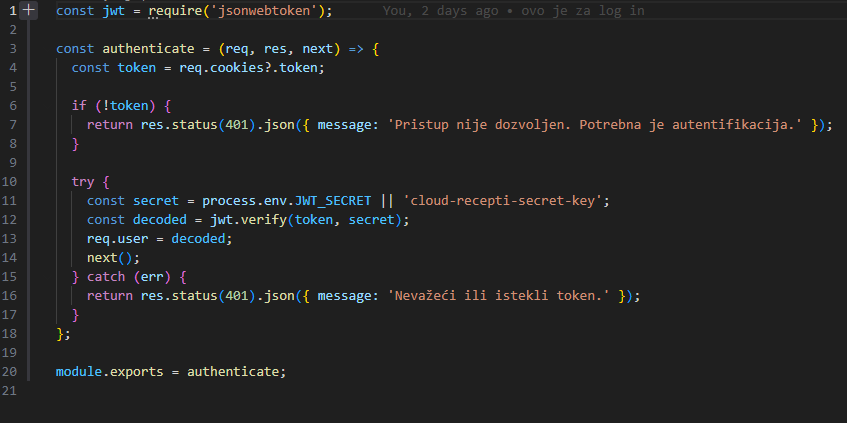 1 const jwt = require('jsonwebtoken'); You, 2 days ago • ovo je za log in
2
3 const authenticate = (req, res, next) => {
4 const token = req.cookies?.token;
5
6 if (!token) {
7 return res.status(401).json({ message: 'Pristup nije dozvoljen. Potrebna je autentifikacija.' });
8 }
9
10 try {
11 const secret = process.env.JWT_SECRET || 'cloud-recepti-secret-key';
12 const decoded = jwt.verify(token, secret);
13 req.user = decoded;
14 next();
15 } catch (err) {
16 return res.status(401).json({ message: 'Nevažeći ili istekli token.' });
17 }
18 };
19
20 module.exports = authenticate;
21